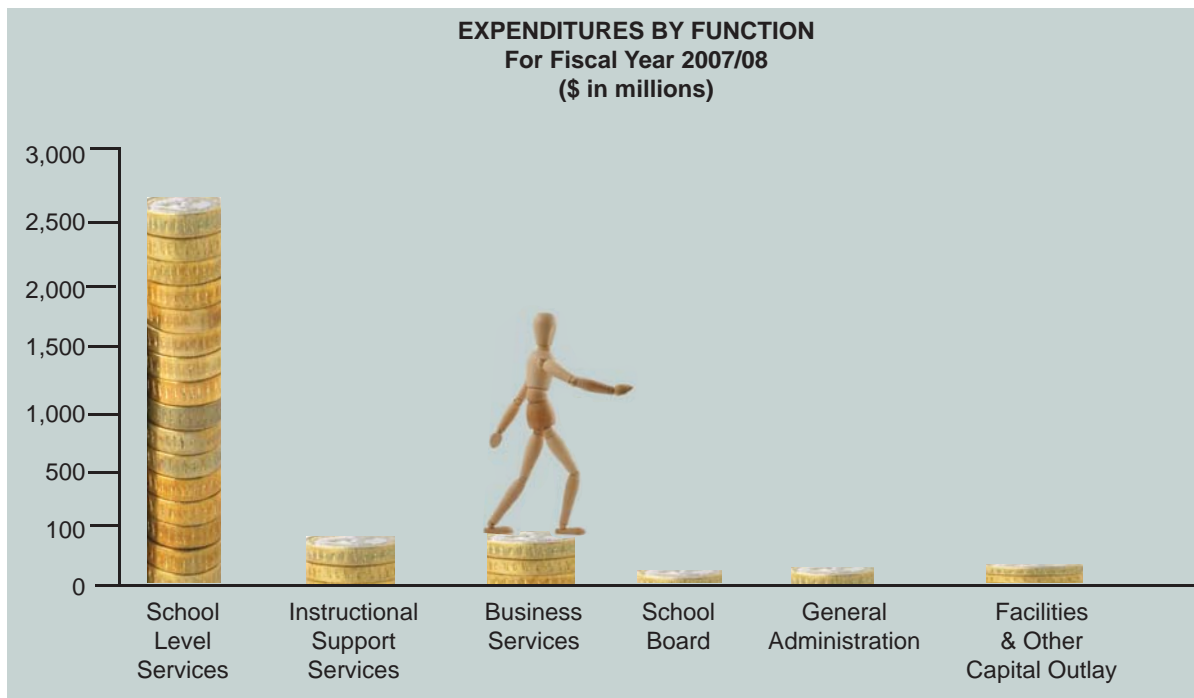 EXPENDITURES BY FUNCTION
For Fiscal Year 2007/08
($ in millions)
3,000
2,500
2,000
1,500
1,000
500
100
0
School
Level
Services
Instructional
Support
Services
Business
Services
School
Board
General
Administration
Facilities
& Other
Capital Outlay